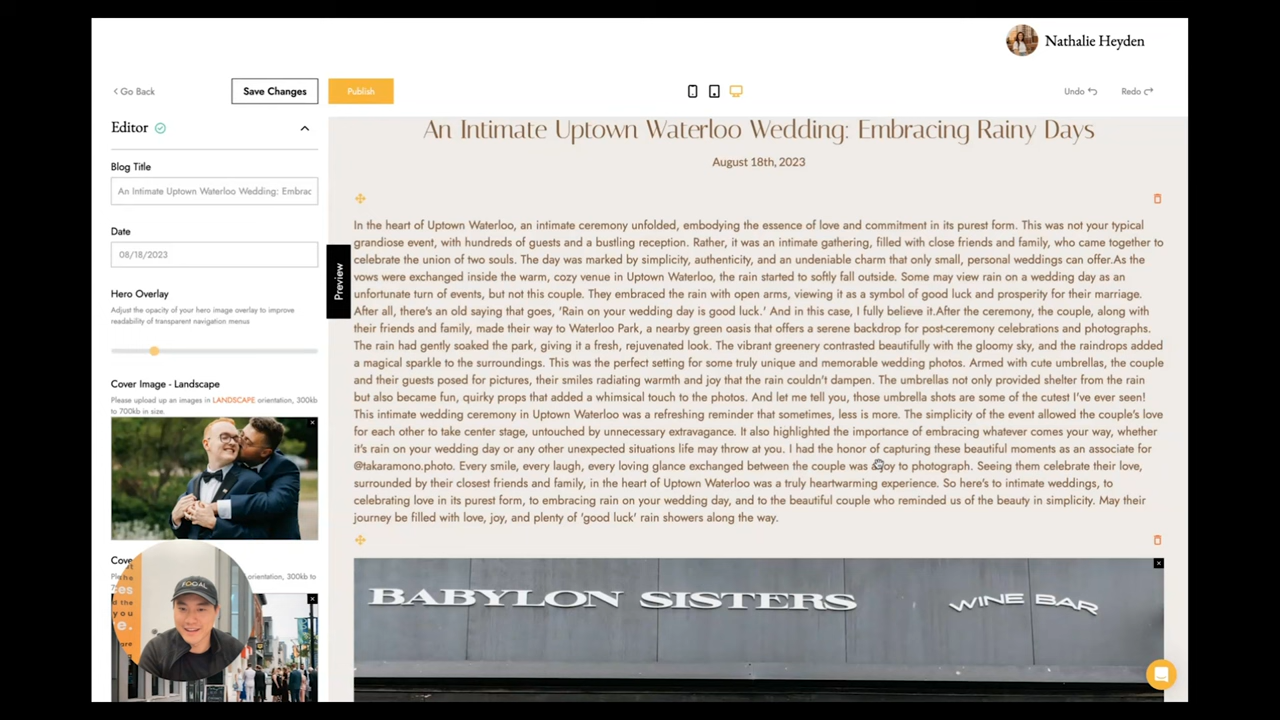 Nathalie Heyden
Go Back
Save Changes
Publish
Undo
Redo
Editor
Blog Title
An Intimate Uptown Waterloo Wedding: Embrac
Date
08/18/2023
Hero Overlay
Adjust the opacity of your hero image overlay to improve
readability of transparent navigation menus
Cover Image - Landscape
Please upload up an images in LANDSCAPE orientation, 300kb
to 700kb in size.
orientation, 300kb to
FOCAL
Preview
An Intimate Uptown Waterloo Wedding: Embracing Rainy Days
August 18th, 2023
In the heart of Uptown Waterloo, an intimate ceremony unfolded, embodying the essence of love and commitment in its purest form. This was not your typical
grandiose event, with hundreds of guests and a bustling reception. Rather, it was an intimate gathering, filled with close friends and family, who came together to
celebrate the union of two souls. The day was marked by simplicity, authenticity, and an undeniable charm that only small, personal weddings can offer.As the
vows were exchanged inside the warm, cozy venue in Uptown Waterloo, the rain started to softly fall outside. Some may view rain on a wedding day as an
unfortunate turn of events, but not this couple. They embraced the rain with open arms, viewing it as a symbol of good luck and prosperity for their marriage.
After all, there's an old saying that goes, 'Rain on your wedding day is good luck.' And in this case, I fully believe it.After the ceremony, the couple, along with
their friends and family, made their way to Waterloo Park, a nearby green oasis that offers a serene backdrop for post-ceremony celebrations and photographs.
The rain had gently soaked the park, giving it a fresh, rejuvenated look. The vibrant greenery contrasted beautifully with the gloomy sky, and the raindrops added
a magical sparkle to the surroundings. This was the perfect setting for some truly unique and memorable wedding photos. Armed with cute umbrellas, the couple
and their guests posed for pictures, their smiles radiating warmth and joy that the rain couldn't dampen. The umbrellas not only provided shelter from the rain
but also became fun, quirky props that added a whimsical touch to the photos. And let me tell you, those umbrella shots are some of the cutest I've ever seen!
This intimate wedding ceremony in Uptown Waterloo was a refreshing reminder that sometimes, less is more. The simplicity of the event allowed the couple's love
for each other to take center stage, untouched by unnecessary extravagance. It also highlighted the importance of embracing whatever comes your way, whether
it's rain on your wedding day or any other unexpected situations life may throw at you. I had the honor of capturing these beautiful moments as an associate for
@takaramono.photo. Every smile, every laugh, every loving glance exchanged between the couple was a joy to photograph. Seeing them celebrate their love,
surrounded by their closest friends and family, in the heart of Uptown Waterloo was a truly heartwarming experience. So here's to intimate weddings, to
celebrating love in its purest form, to embracing rain on your wedding day, and to the beautiful couple who reminded us of the beauty in simplicity. May their
journey be filled with love, joy, and plenty of 'good luck' rain showers along the way.
BABYLON SISTERS
WINE BAR